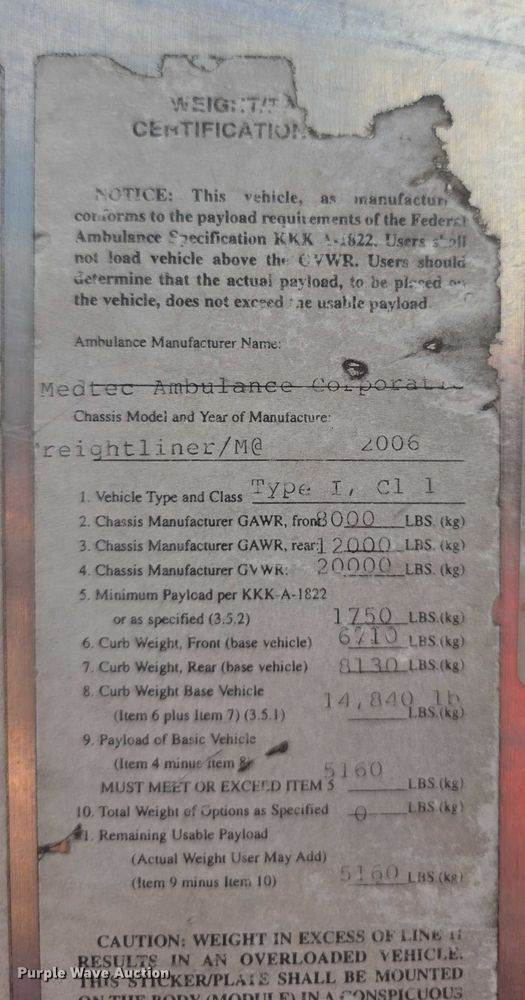 WEIGHT/
CERTIFICATION
NOTICE: This vehicle, as manufactur
conforms to the payload requirements of the Federal
Ambulance Specification KKK A-1822. Users shall
not load vehicle above the GVWR. Users should
determine that the actual payload, to be placed on
the vehicle, does not exceed the usable payload.
Ambulance Manufacturer Name:
Medtec Ambulance Corporati
Chassis Model and Year of Manufacture:
reightliner/M@ 2006
1. Vehicle Type and Class Type I, Cl 1
2. Chassis Manufacturer GAWR, front 8000 LBS. (kg)
3. Chassis Manufacturer GAWR, rear: 12000 LBS. (kg)
4. Chassis Manufacturer GVWR: 20000 LBS. (kg)
5. Minimum Payload per KKK-A-1822
or as specified (3.5.2) 1750 LBS.(kg)
6. Curb Weight, Front (base vehicle) 6710 LBS.(kg)
7. Curb Weight, Rear (base vehicle) 8130 LBS.(kg)
8. Curb Weight Base Vehicle 14,840 lb
(Item 6 plus Item 7) (3.5.1) LBS.(kg)
9. Payload of Basic Vehicle
(Item 4 minus item 8) 5160
MUST MEET OR EXCEED ITEM 5 LBS.(kg)
10. Total Weight of Options as Specified 0 LBS.(kg)
11. Remaining Usable Payload
(Actual Weight User May Add)
(Item 9 minus Item 10) 5160 LBS.(kg)
CAUTION: WEIGHT IN EXCESS OF LINE 11
RESULTS IN AN OVERLOADED VEHICLE.
THIS STICKER/PLATE SHALL BE MOUNTED
ON THE BODY (MODULE) IN A CONSPICUOUS
Purple Wave Auction